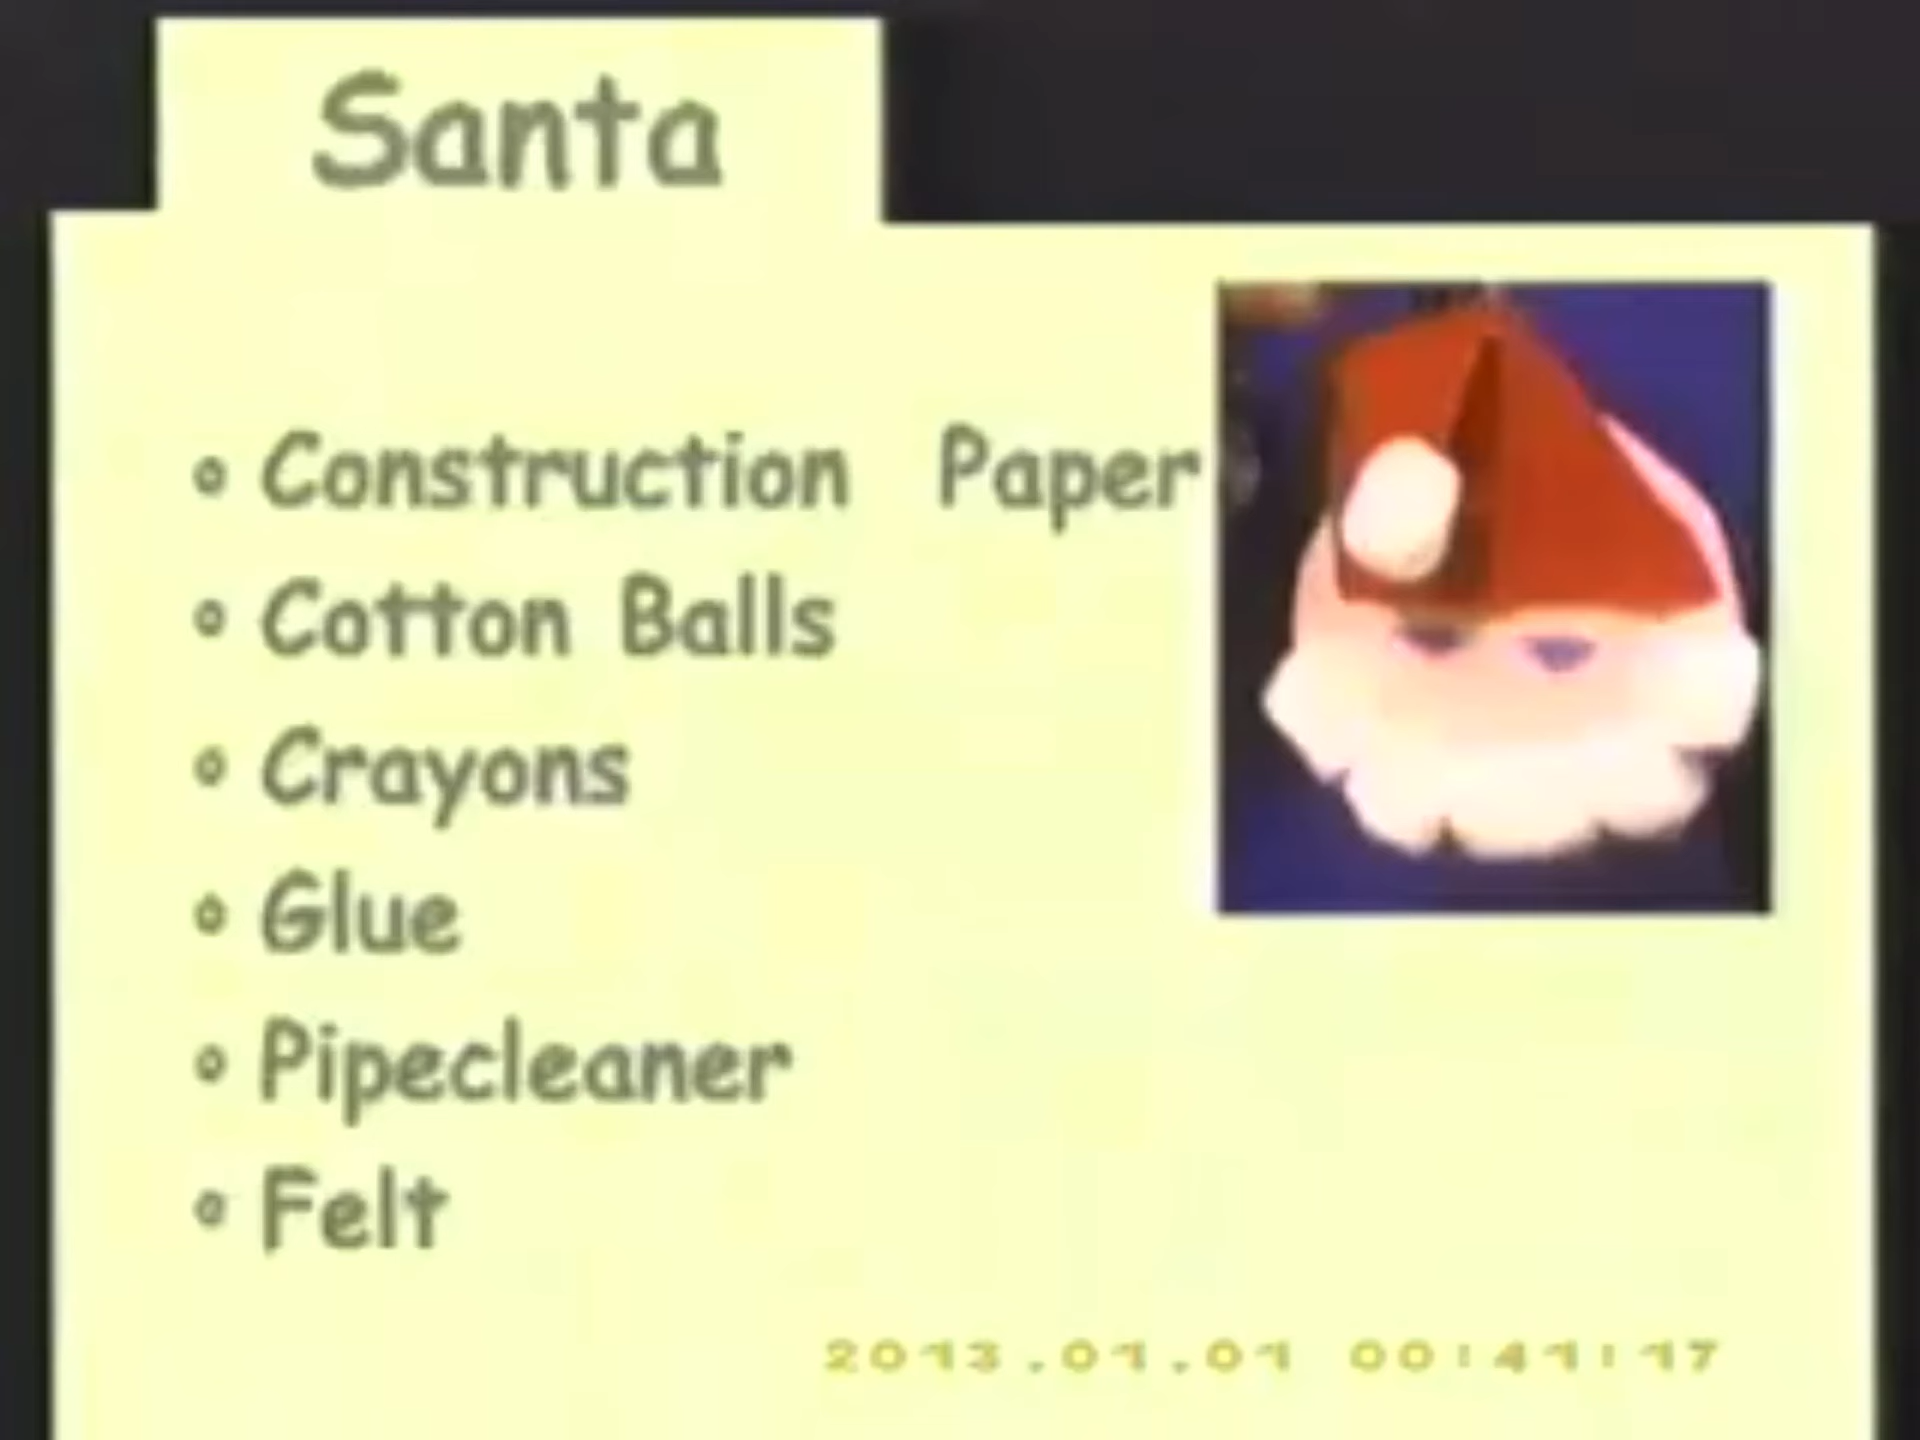 Santa
Construction Paper
Cotton Balls
Crayons
Glue
Pipecleaner
Felt
2013.01.01 00:41:17